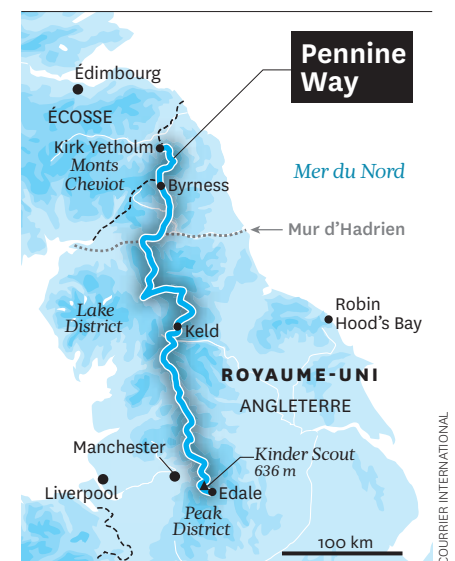 Pennine
Way
Édimbourg
ÉCOSSE
Kirk Yetholm
Monts
Cheviot
Byrness
Mer du Nord
Mur d’Hadrien
Lake
District
Keld
Robin
Hood’s Bay
ROYAUME-UNI
ANGLETERRE
Manchester
Kinder Scout
636 m
Liverpool
Edale
Peak
District
100 km
COURRIER INTERNATIONAL